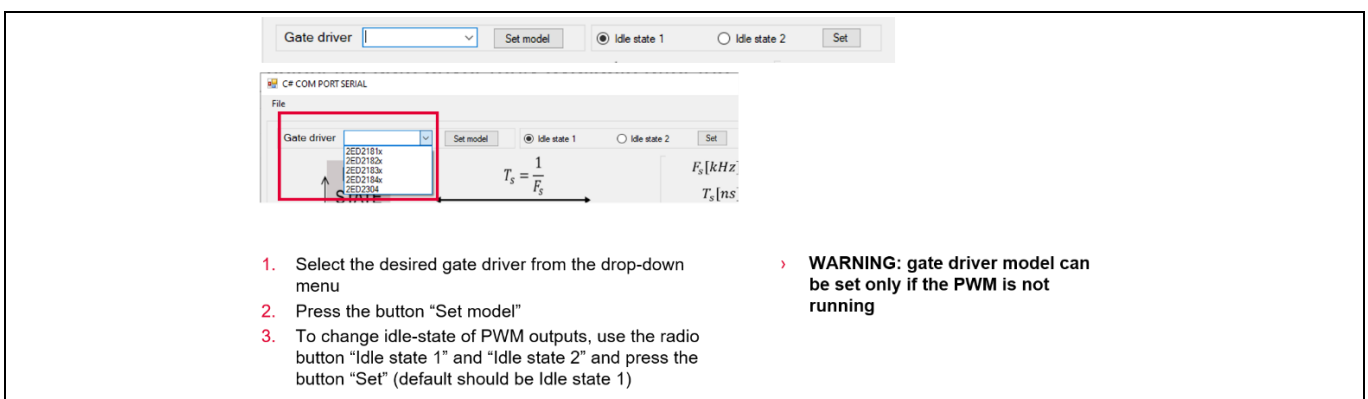 Gate driver Set model Idle state 1 Idle state 2 Set
C# COM PORT SERIAL
File
Gate driver Set model Idle state 1 Idle state 2 Set
2ED2181x
2ED2182x
2ED2183x
2ED2184x
2ED2304
STATE
T_s = 1/F_s
F_s[kHz]
T_s[ns]
1. Select the desired gate driver from the drop-down
menu
2. Press the button “Set model”
3. To change idle-state of PWM outputs, use the radio
button “Idle state 1” and “Idle state 2” and press the
button “Set” (default should be Idle state 1)
› WARNING: gate driver model can
be set only if the PWM is not
running